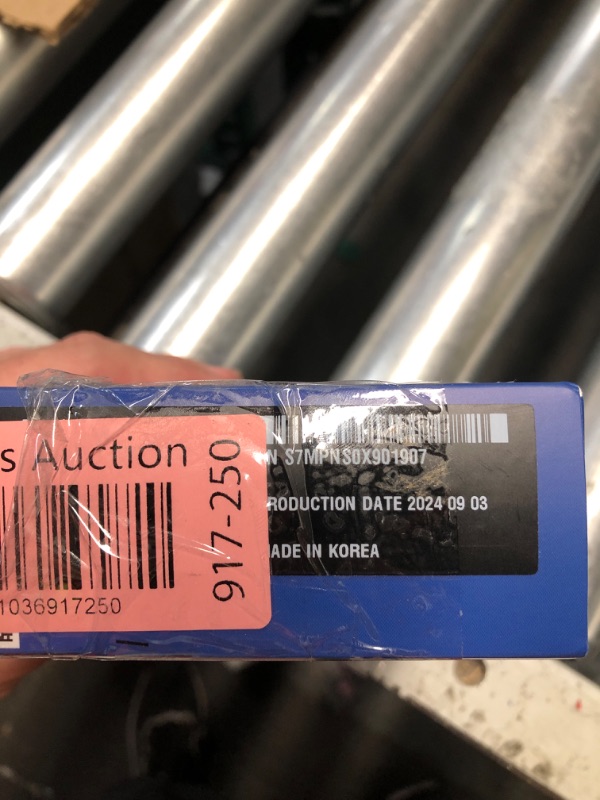 s Auction
917-250
1036917250
N S7MPNS0X901907
RODUCTION DATE 2024 09 03
ADE IN KOREA